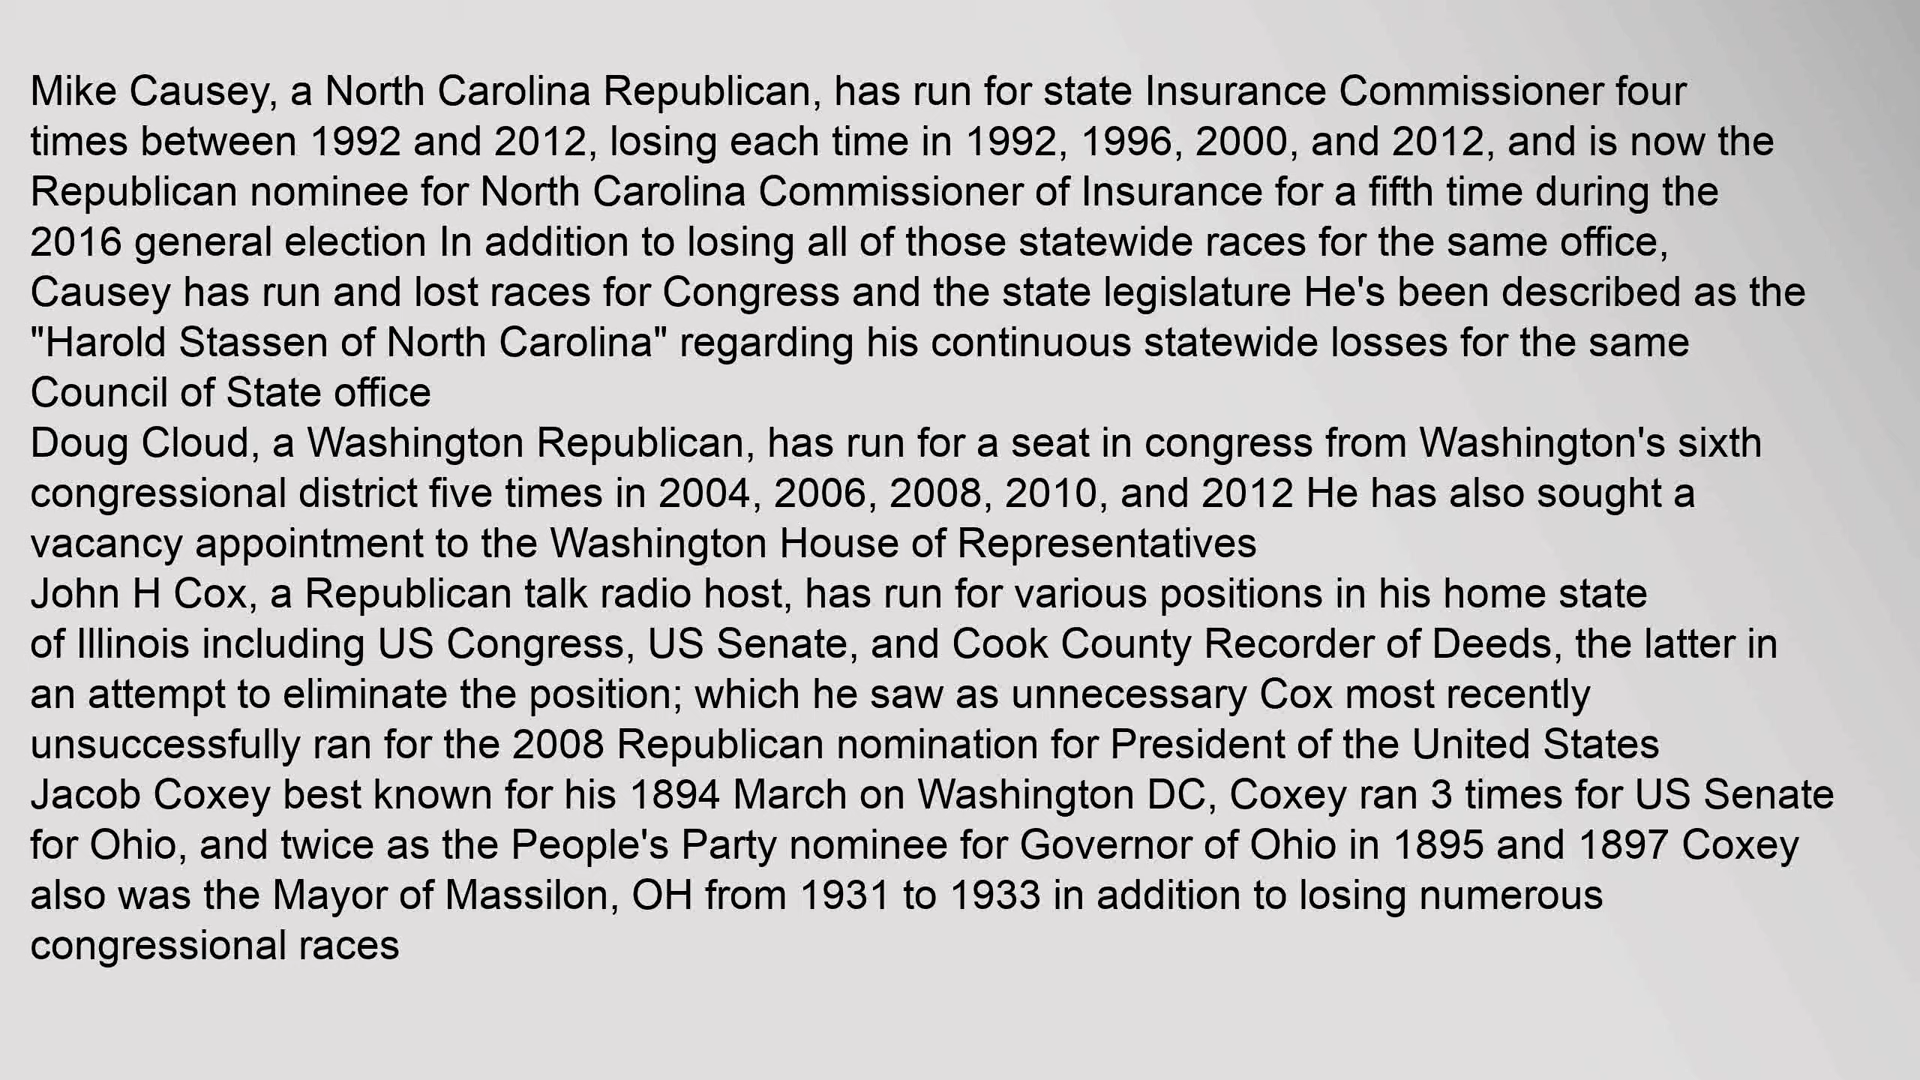 Mike Causey, a North Carolina Republican, has run for state Insurance Commissioner four
times between 1992 and 2012, losing each time in 1992, 1996, 2000, and 2012, and is now the
Republican nominee for North Carolina Commissioner of Insurance for a fifth time during the
2016 general election In addition to losing all of those statewide races for the same office,
Causey has run and lost races for Congress and the state legislature He's been described as the
"Harold Stassen of North Carolina" regarding his continuous statewide losses for the same
Council of State office
Doug Cloud, a Washington Republican, has run for a seat in congress from Washington's sixth
congressional district five times in 2004, 2006, 2008, 2010, and 2012 He has also sought a
vacancy appointment to the Washington House of Representatives
John H Cox, a Republican talk radio host, has run for various positions in his home state
of Illinois including US Congress, US Senate, and Cook County Recorder of Deeds, the latter in
an attempt to eliminate the position; which he saw as unnecessary Cox most recently
unsuccessfully ran for the 2008 Republican nomination for President of the United States
Jacob Coxey best known for his 1894 March on Washington DC, Coxey ran 3 times for US Senate
for Ohio, and twice as the People's Party nominee for Governor of Ohio in 1895 and 1897 Coxey
also was the Mayor of Massilon, OH from 1931 to 1933 in addition to losing numerous
congressional races